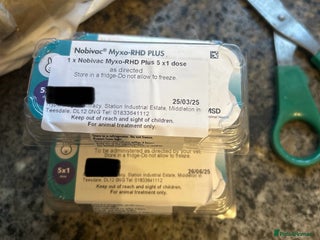 Nobivac® Myxo-RHD PLUS
1 x Nobivac Myxo-RHD Plus 5 x1 dose
as directed
Store in a fridge-Do not allow to freeze.
25/03/25
acy, Station Industrial Estate, Middleton in
Teesdale, DL12 0NG Tel: 01833641112
Keep out of reach and sight of children.
For animal treatment only.
MSD
To be administered as directed by your vet
Store in a fridge-Do not allow to freeze.
5x1
26/06/25
Station Industrial Estate, Middleton in
Teesdale, DL12 0NG Tel: 01833641112
Keep out of reach and sight of children.
For animal treatment only.